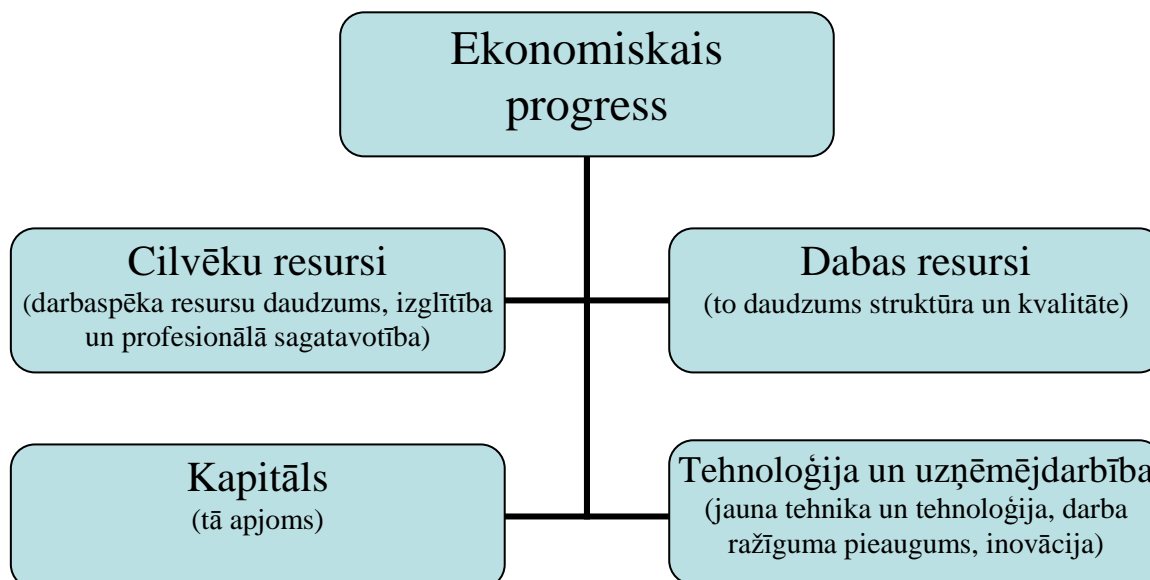 Ekonomiskais
progress
Cilvēku resursi
(darbaspēka resursu daudzums, izglītība
un profesionālā sagatavotība)
Dabas resursi
(to daudzums struktūra un kvalitāte)
Kapitāls
(tā apjoms)
Tehnoloģija un uzņēmējdarbība
(jauna tehnika un tehnoloģija, darba
ražīguma pieaugums, inovācija)